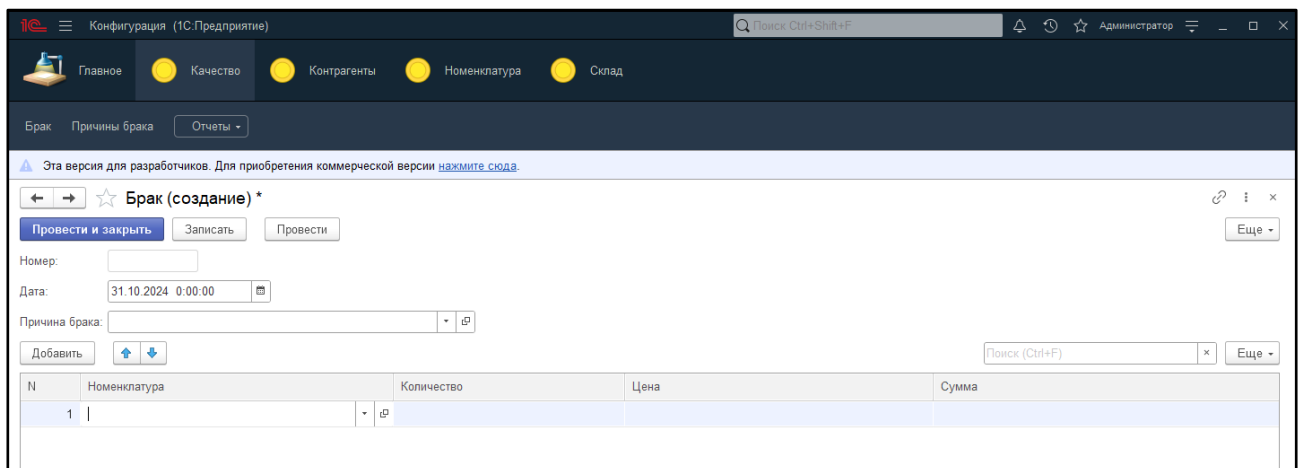 1С Конфигурация (1С:Предприятие) Поиск Ctrl+Shift+F Администратор
Главное Качество Контрагенты Номенклатура Склад
Брак Причины брака Отчеты
Эта версия для разработчиков. Для приобретения коммерческой версии нажмите сюда.
Брак (создание) *
Провести и закрыть Записать Провести Еще
Номер:
Дата: 31.10.2024 0:00:00
Причина брака:
Добавить Поиск (Ctrl+F) × Еще
N Номенклатура Количество Цена Сумма
1